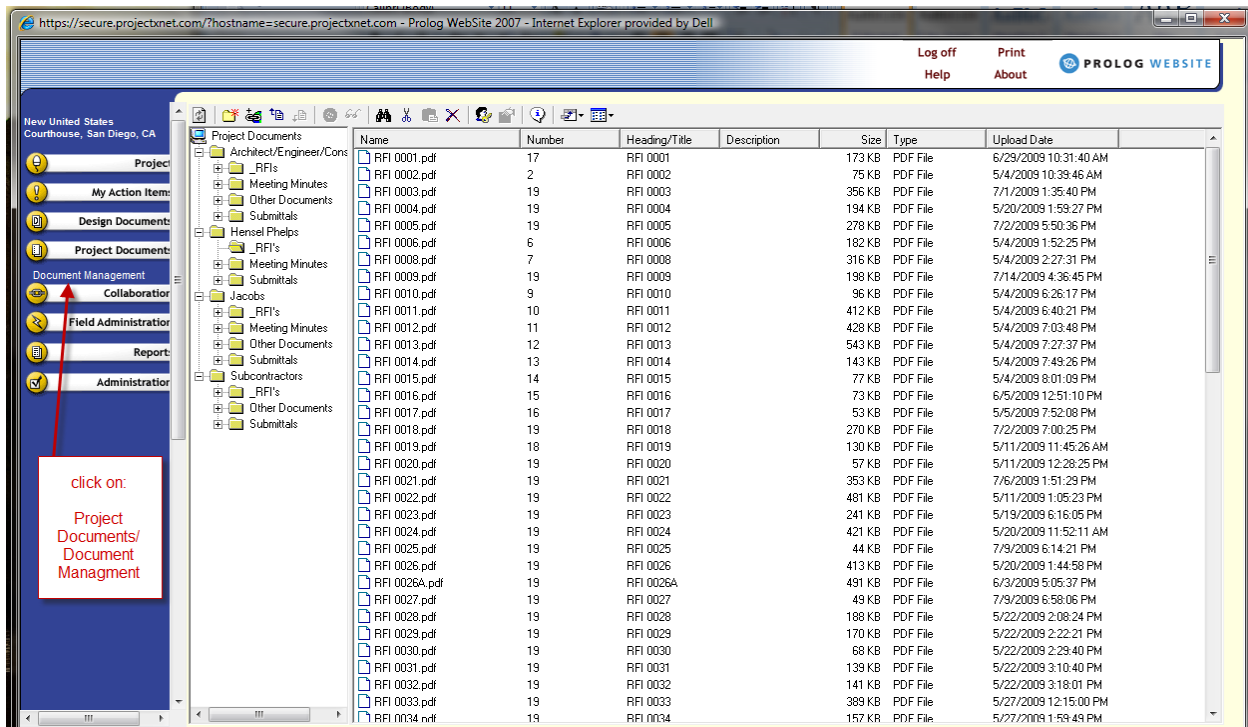 https://secure.projectxnet.com/?hostname=secure.projectxnet.com - Prolog WebSite 2007 - Internet Explorer provided by Dell
Log off Print
Help About
PROLOG WEBSITE
New United States
Courthouse, San Diego, CA
Project
My Action Items
Design Documents
Project Documents
Document Management
Collaboration
Field Administration
Reports
Administration
click on:
Project
Documents/
Document
Managment
Project Documents
Architect/Engineer/Cons
_RFIs
Meeting Minutes
Other Documents
Submittals
Hensel Phelps
_RFI's
Meeting Minutes
Submittals
Jacobs
_RFI's
Meeting Minutes
Other Documents
Submittals
Subcontractors
_RFI's
Other Documents
Submittals
Name Number Heading/Title Description Size Type Upload Date
RFI 0001.pdf 17 RFI 0001 173 KB PDF File 6/29/2009 10:31:40 AM
RFI 0002.pdf 2 RFI 0002 75 KB PDF File 5/4/2009 10:39:46 AM
RFI 0003.pdf 19 RFI 0003 356 KB PDF File 7/1/2009 1:35:40 PM
RFI 0004.pdf 19 RFI 0004 194 KB PDF File 5/20/2009 1:59:27 PM
RFI 0005.pdf 19 RFI 0005 278 KB PDF File 7/2/2009 5:50:36 PM
RFI 0006.pdf 6 RFI 0006 182 KB PDF File 5/4/2009 1:52:25 PM
RFI 0008.pdf 7 RFI 0008 316 KB PDF File 5/4/2009 2:27:31 PM
RFI 0009.pdf 19 RFI 0009 198 KB PDF File 7/14/2009 4:36:45 PM
RFI 0010.pdf 9 RFI 0010 96 KB PDF File 5/4/2009 6:26:17 PM
RFI 0011.pdf 10 RFI 0011 412 KB PDF File 5/4/2009 6:40:21 PM
RFI 0012.pdf 11 RFI 0012 428 KB PDF File 5/4/2009 7:03:48 PM
RFI 0013.pdf 12 RFI 0013 543 KB PDF File 5/4/2009 7:27:37 PM
RFI 0014.pdf 13 RFI 0014 143 KB PDF File 5/4/2009 7:49:26 PM
RFI 0015.pdf 14 RFI 0015 77 KB PDF File 5/4/2009 8:01:09 PM
RFI 0016.pdf 15 RFI 0016 73 KB PDF File 6/5/2009 12:51:10 PM
RFI 0017.pdf 16 RFI 0017 53 KB PDF File 5/5/2009 7:52:08 PM
RFI 0018.pdf 19 RFI 0018 270 KB PDF File 7/2/2009 7:00:25 PM
RFI 0019.pdf 18 RFI 0019 130 KB PDF File 5/11/2009 11:45:26 AM
RFI 0020.pdf 19 RFI 0020 57 KB PDF File 5/11/2009 12:28:25 PM
RFI 0021.pdf 19 RFI 0021 353 KB PDF File 7/6/2009 1:51:29 PM
RFI 0022.pdf 19 RFI 0022 481 KB PDF File 5/11/2009 1:05:23 PM
RFI 0023.pdf 19 RFI 0023 241 KB PDF File 5/19/2009 6:16:05 PM
RFI 0024.pdf 19 RFI 0024 421 KB PDF File 5/20/2009 11:52:11 AM
RFI 0025.pdf 19 RFI 0025 44 KB PDF File 7/9/2009 6:14:21 PM
RFI 0026.pdf 19 RFI 0026 413 KB PDF File 5/20/2009 1:44:58 PM
RFI 0026A.pdf 19 RFI 0026A 491 KB PDF File 6/3/2009 5:05:37 PM
RFI 0027.pdf 19 RFI 0027 49 KB PDF File 7/9/2009 6:58:06 PM
RFI 0028.pdf 19 RFI 0028 188 KB PDF File 5/22/2009 2:08:24 PM
RFI 0029.pdf 19 RFI 0029 170 KB PDF File 5/22/2009 2:22:21 PM
RFI 0030.pdf 19 RFI 0030 68 KB PDF File 5/22/2009 2:29:40 PM
RFI 0031.pdf 19 RFI 0031 139 KB PDF File 5/22/2009 3:10:40 PM
RFI 0032.pdf 19 RFI 0032 141 KB PDF File 5/22/2009 3:18:01 PM
RFI 0033.pdf 19 RFI 0033 389 KB PDF File 5/27/2009 12:15:00 PM
RFI 0034.pdf 19 RFI 0034 157 KB PDF File 5/27/2009 1:59:49 PM